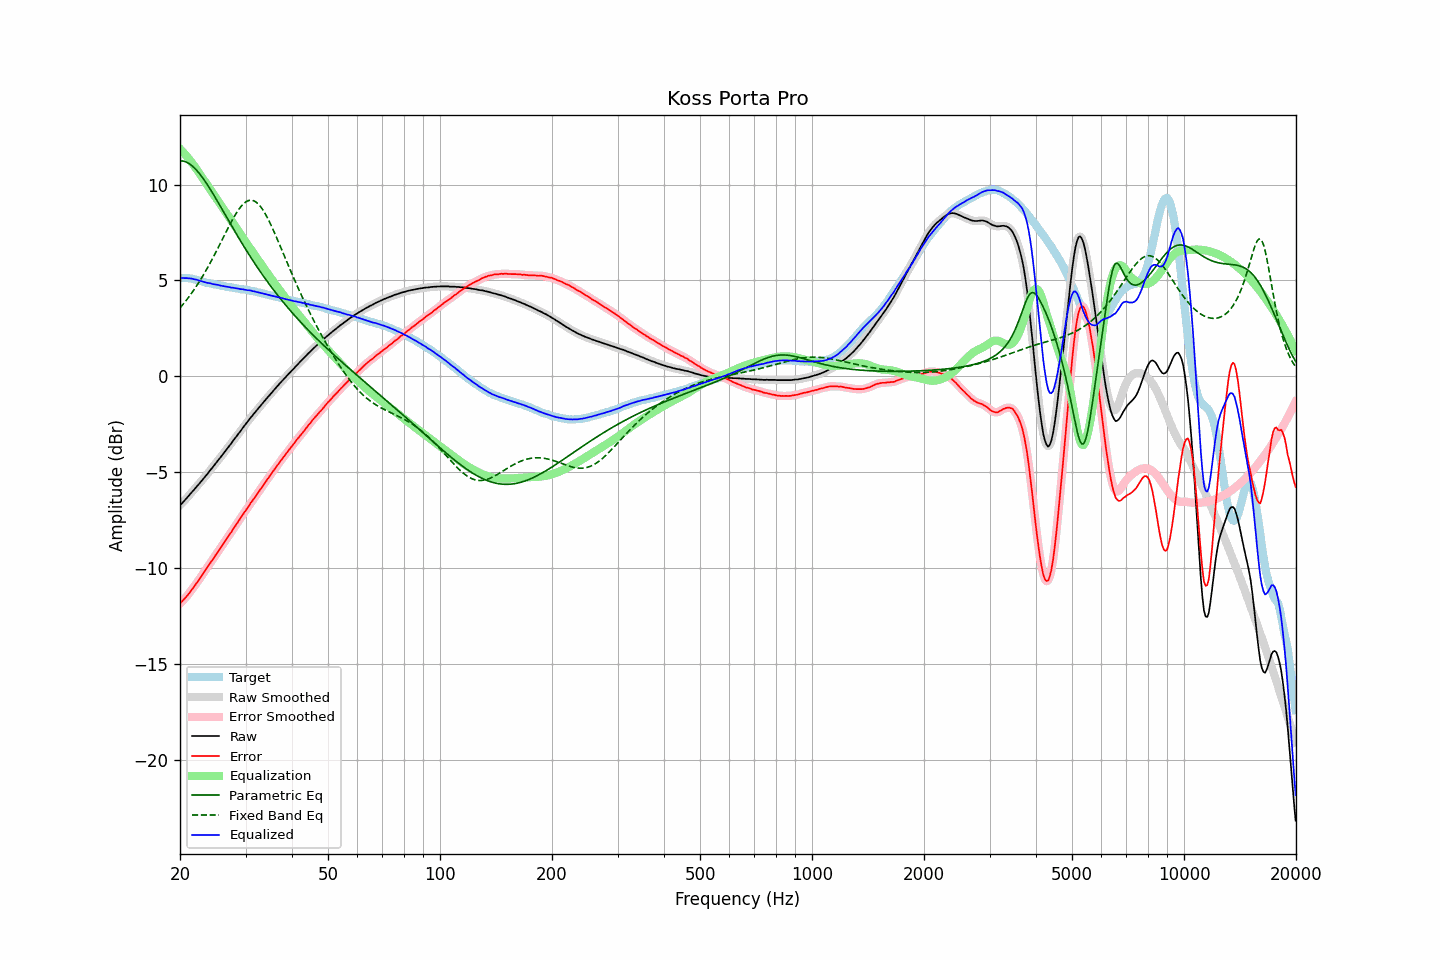 Koss Porta Pro
Amplitude (dBr)
10
5
0
−5
−10
−15
−20
Target
Raw Smoothed
Error Smoothed
Raw
Error
Equalization
Parametric Eq
Fixed Band Eq
Equalized
20 50 100 200 500 1000 2000 5000 10000 20000
Frequency (Hz)